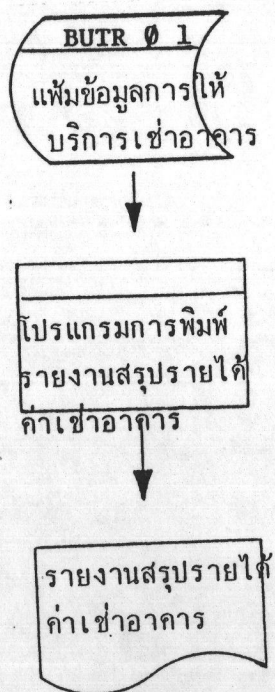 BUTR Ø 1
แฟ้มข้อมูลการให้
บริการเช่าอาคาร
โปรแกรมการพิมพ์
รายงานสรุปรายได้
ค่าเช่าอาคาร
รายงานสรุปรายได้
ค่าเช่าอาคาร